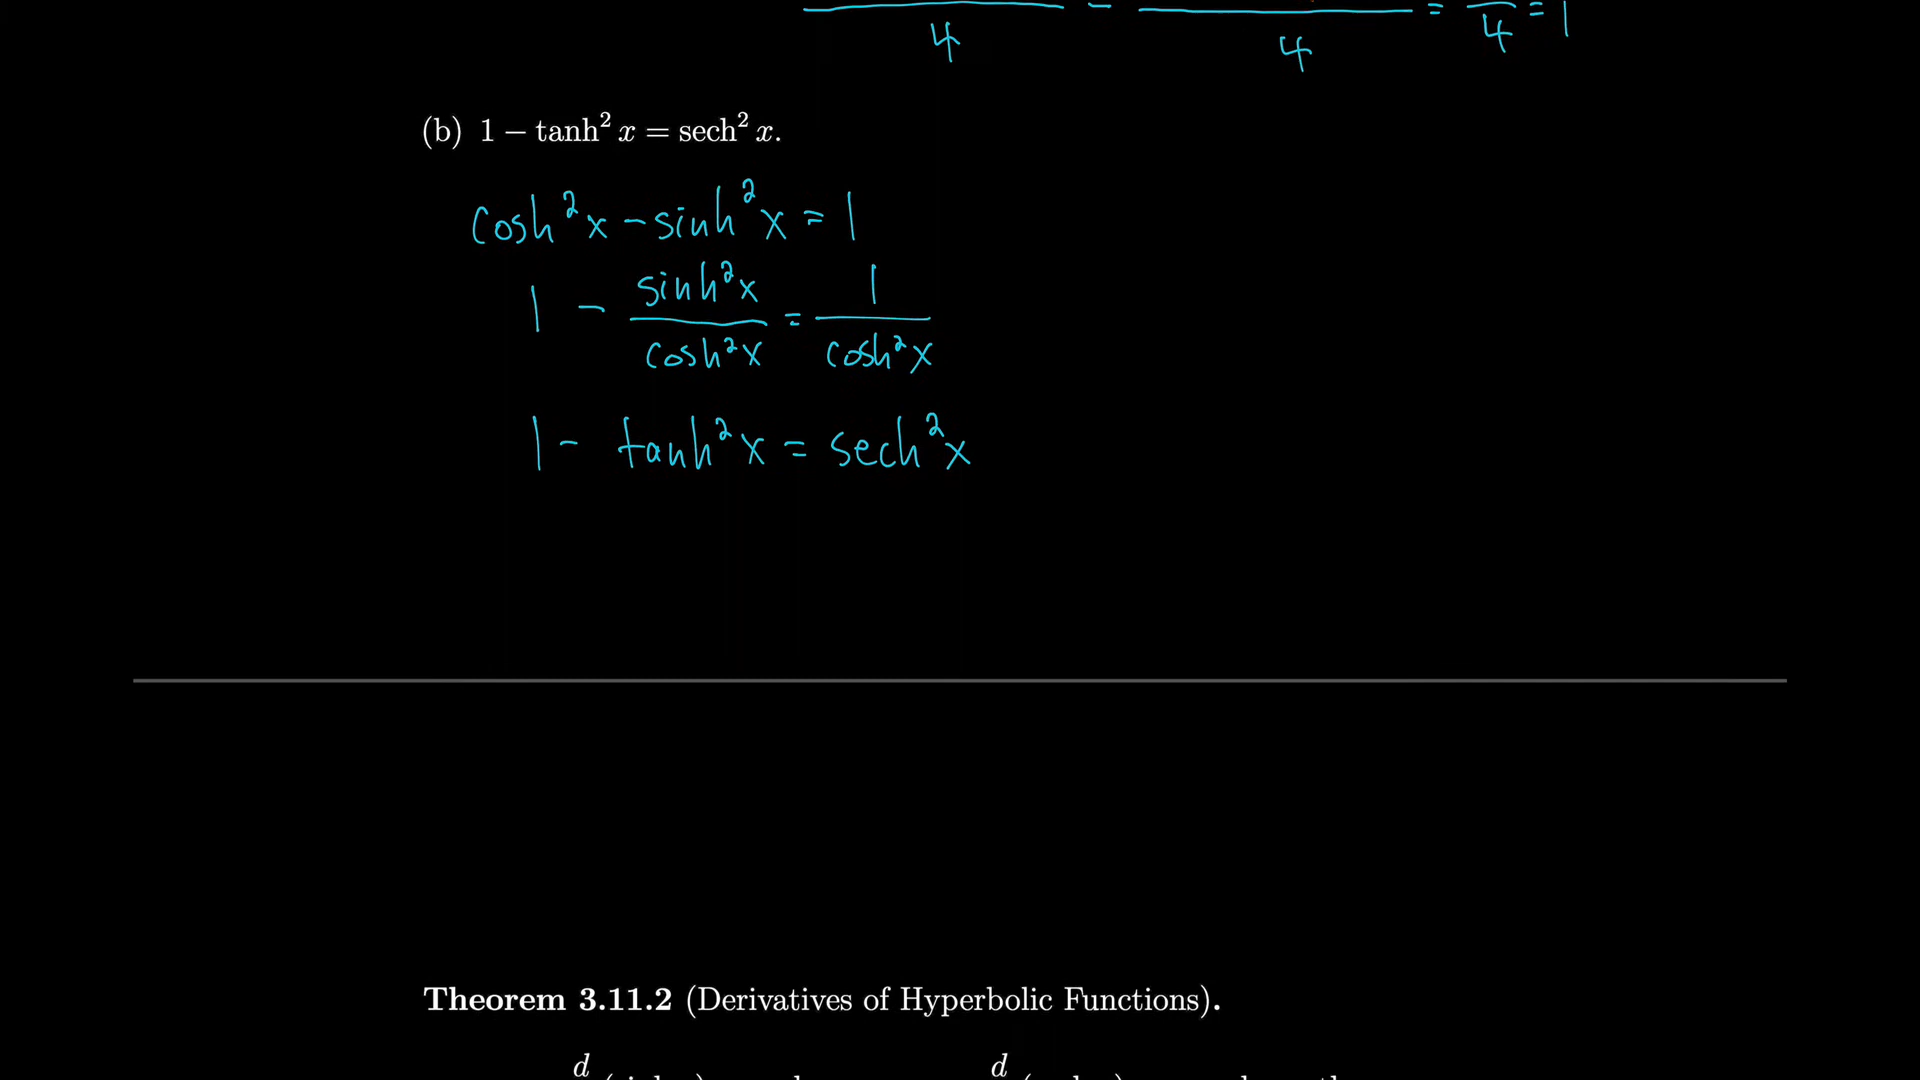 — - — = — = 1
4 4 4
(b) 1 − tanh² x = sech² x.
cosh²x − sinh²x = 1
1 − sinh²x/cosh²x = 1/cosh²x
1 − tanh²x = sech²x
Theorem 3.11.2 (Derivatives of Hyperbolic Functions).
d d